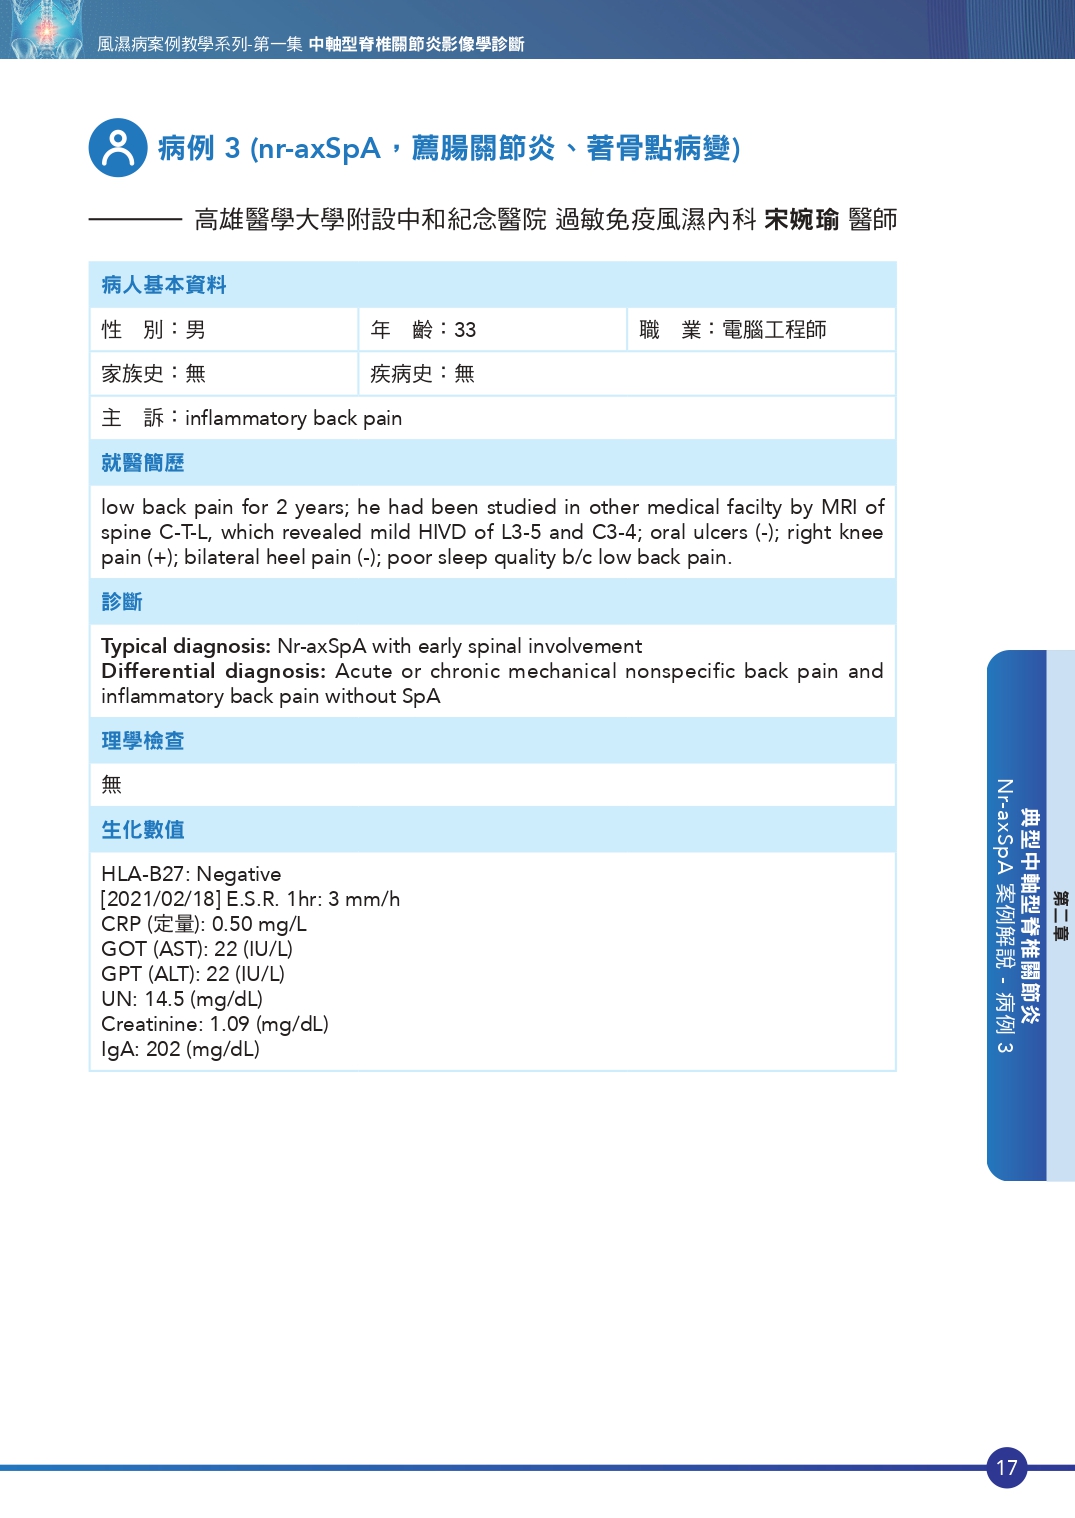 風濕病案例教學系列-第一集 中軸型脊椎關節炎影像學診斷
病例 3 (nr-axSpA，薦腸關節炎、著骨點病變)
高雄醫學大學附設中和紀念醫院 過敏免疫風濕內科 宋婉瑜 醫師
病人基本資料
性　別：男
年　齡：33
職　業：電腦工程師
家族史：無
疾病史：無
主　訴：inflammatory back pain
就醫簡歷
low back pain for 2 years; he had been studied in other medical facilty by MRI of
spine C-T-L, which revealed mild HIVD of L3-5 and C3-4; oral ulcers (-); right knee
pain (+); bilateral heel pain (-); poor sleep quality b/c low back pain.
診斷
Typical diagnosis: Nr-axSpA with early spinal involvement
Differential diagnosis: Acute or chronic mechanical nonspecific back pain and
inflammatory back pain without SpA
理學檢查
無
生化數值
HLA-B27: Negative
[2021/02/18] E.S.R. 1hr: 3 mm/h
CRP (定量): 0.50 mg/L
GOT (AST): 22 (IU/L)
GPT (ALT): 22 (IU/L)
UN: 14.5 (mg/dL)
Creatinine: 1.09 (mg/dL)
IgA: 202 (mg/dL)
第二章
典型中軸型脊椎關節炎
Nr-axSpA 案例解說 - 病例 3
17